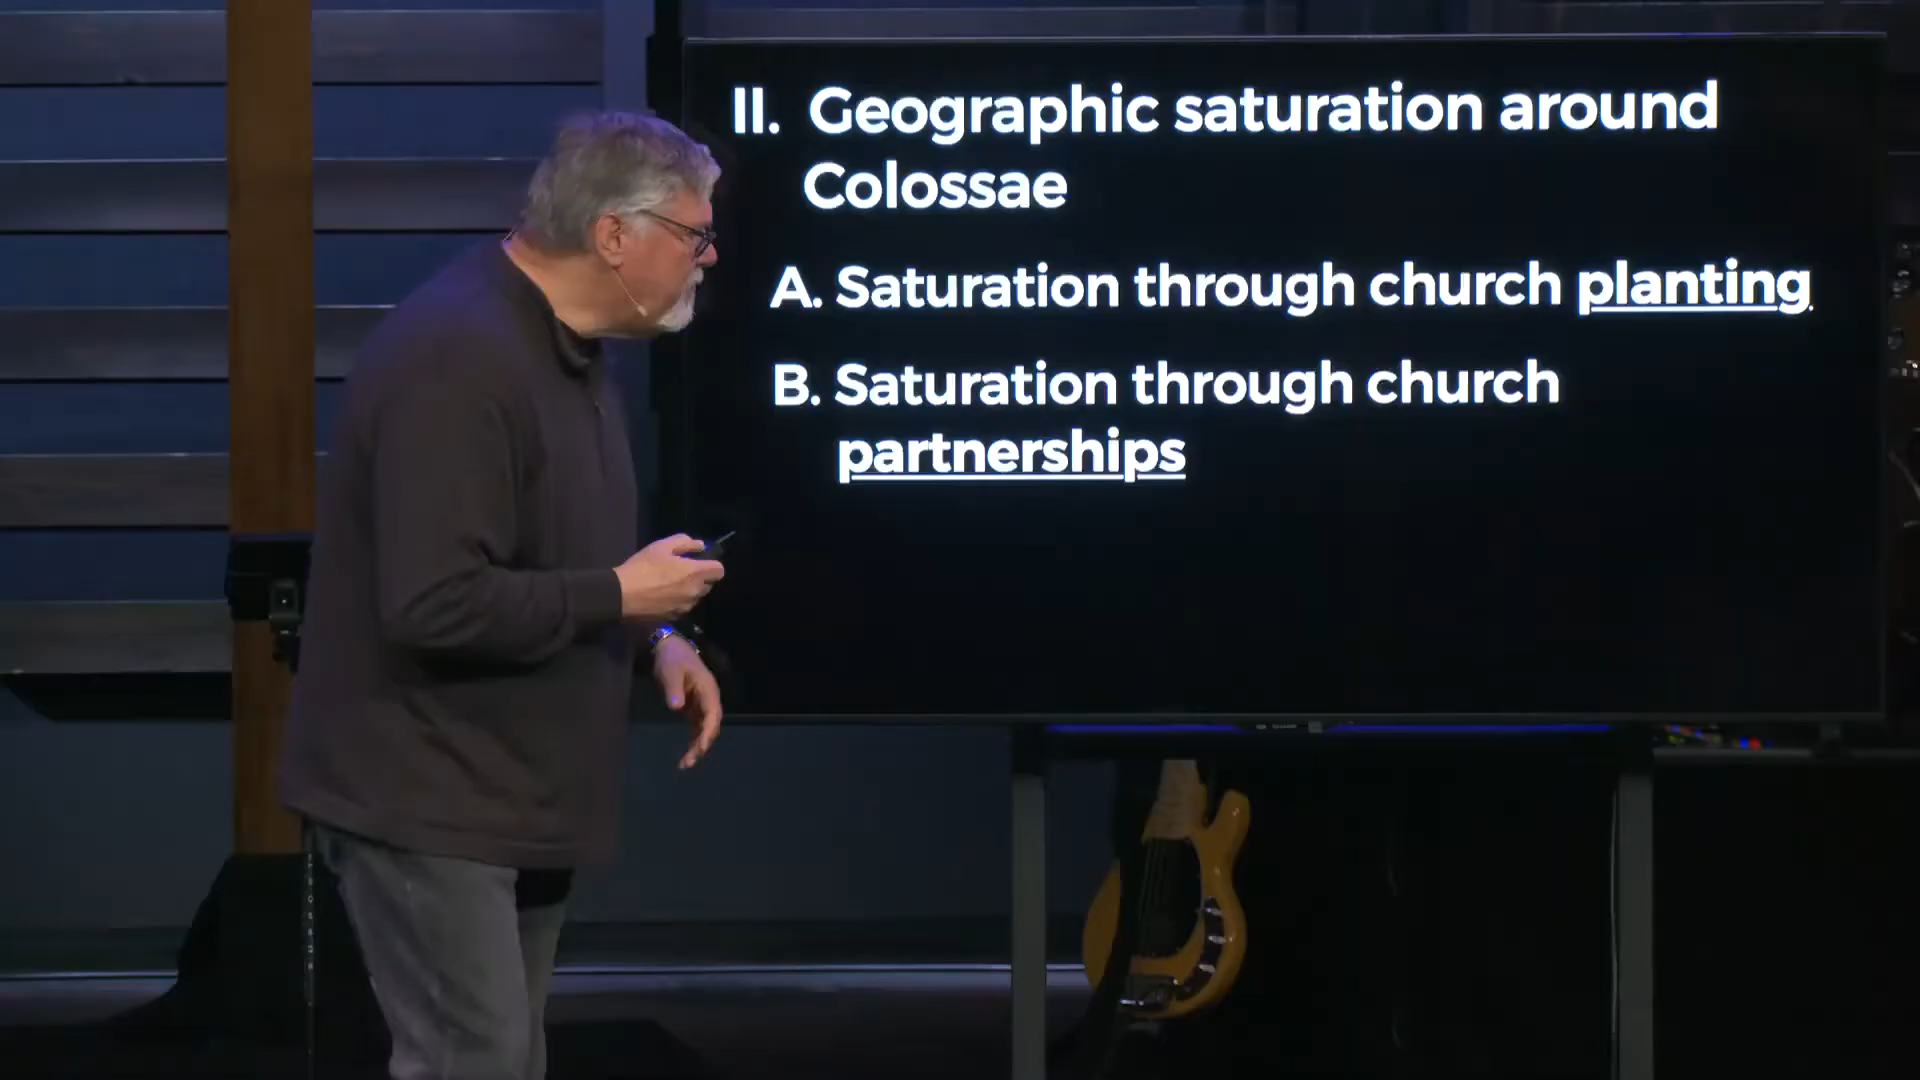 II. Geographic saturation around
Colossae
A. Saturation through church planting
B. Saturation through church
partnerships